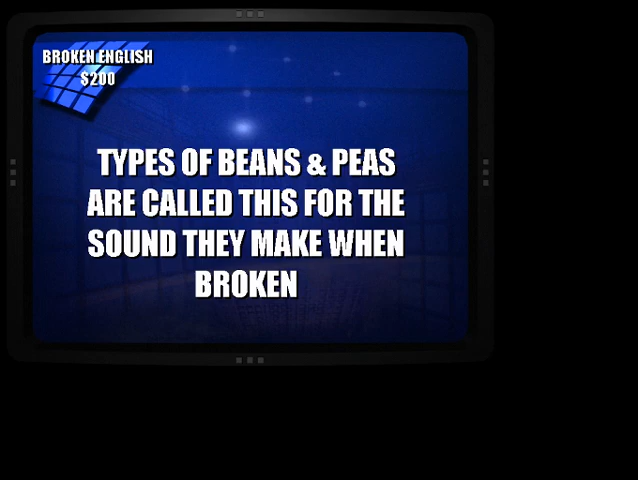 BROKEN ENGLISH
$200
TYPES OF BEANS & PEAS
ARE CALLED THIS FOR THE
SOUND THEY MAKE WHEN
BROKEN